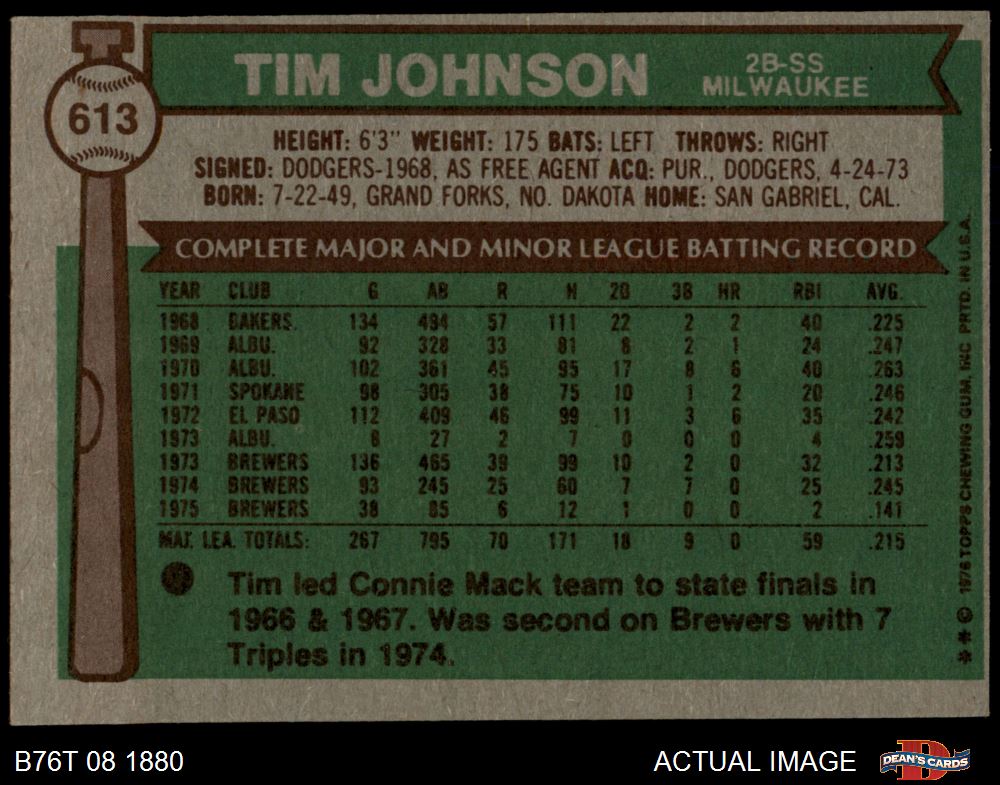 613
TIM JOHNSON
2B-SS
MILWAUKEE
HEIGHT: 6'3" WEIGHT: 175 BATS: LEFT THROWS: RIGHT
SIGNED: DODGERS-1968, AS FREE AGENT ACQ: PUR., DODGERS, 4-24-73
BORN: 7-22-49, GRAND FORKS, NO. DAKOTA HOME: SAN GABRIEL, CAL.
COMPLETE MAJOR AND MINOR LEAGUE BATTING RECORD
YEAR CLUB G AB R H 2B 3B HR RBI AVG.
1968 BAKERS. 134 494 57 111 22 2 2 40 .225
1969 ALBU. 92 328 33 81 8 2 1 24 .247
1970 ALBU. 102 361 45 95 17 8 6 40 .263
1971 SPOKANE 98 305 38 75 10 1 2 20 .246
1972 EL PASO 112 409 46 99 11 3 6 35 .242
1973 ALBU. 8 27 2 7 0 0 0 4 .259
1973 BREWERS 136 465 39 99 10 2 0 32 .213
1974 BREWERS 93 245 25 60 7 7 0 25 .245
1975 BREWERS 38 85 6 12 1 0 0 2 .141
MAJ. LEA. TOTALS: 267 795 70 171 18 9 0 59 .215
Tim led Connie Mack team to state finals in
1966 & 1967. Was second on Brewers with 7
Triples in 1974.
** © 1976 TOPPS CHEWING GUM, INC PRTD. IN U.S.A.
B76T 08 1880
ACTUAL IMAGE
D
DEAN'S CARDS